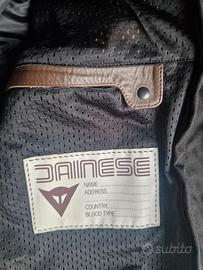 DAINESE
NAME
ADDRESS
COUNTRY
BLOOD TYPE
subito